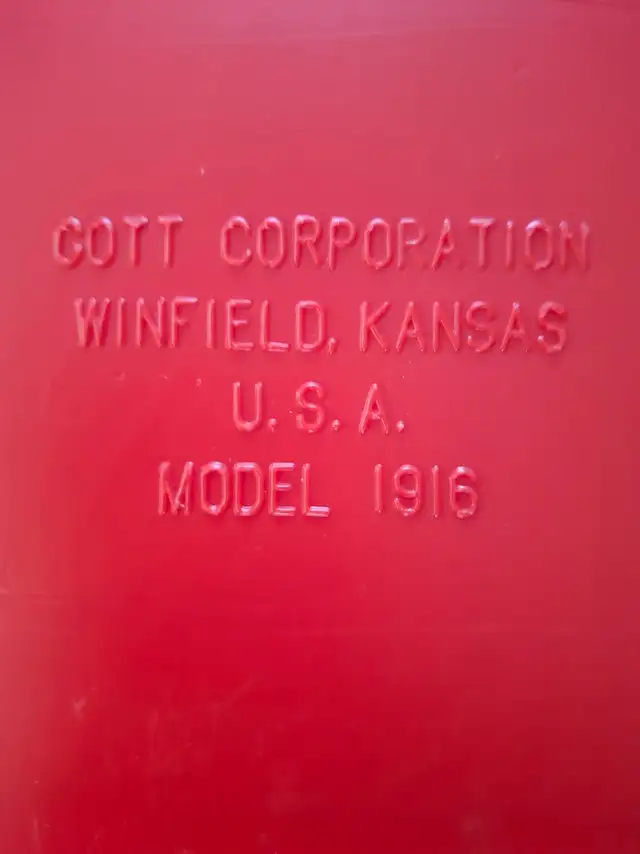 GOTT CORPORATION
WINFIELD, KANSAS
U.S.A.
MODEL 1916